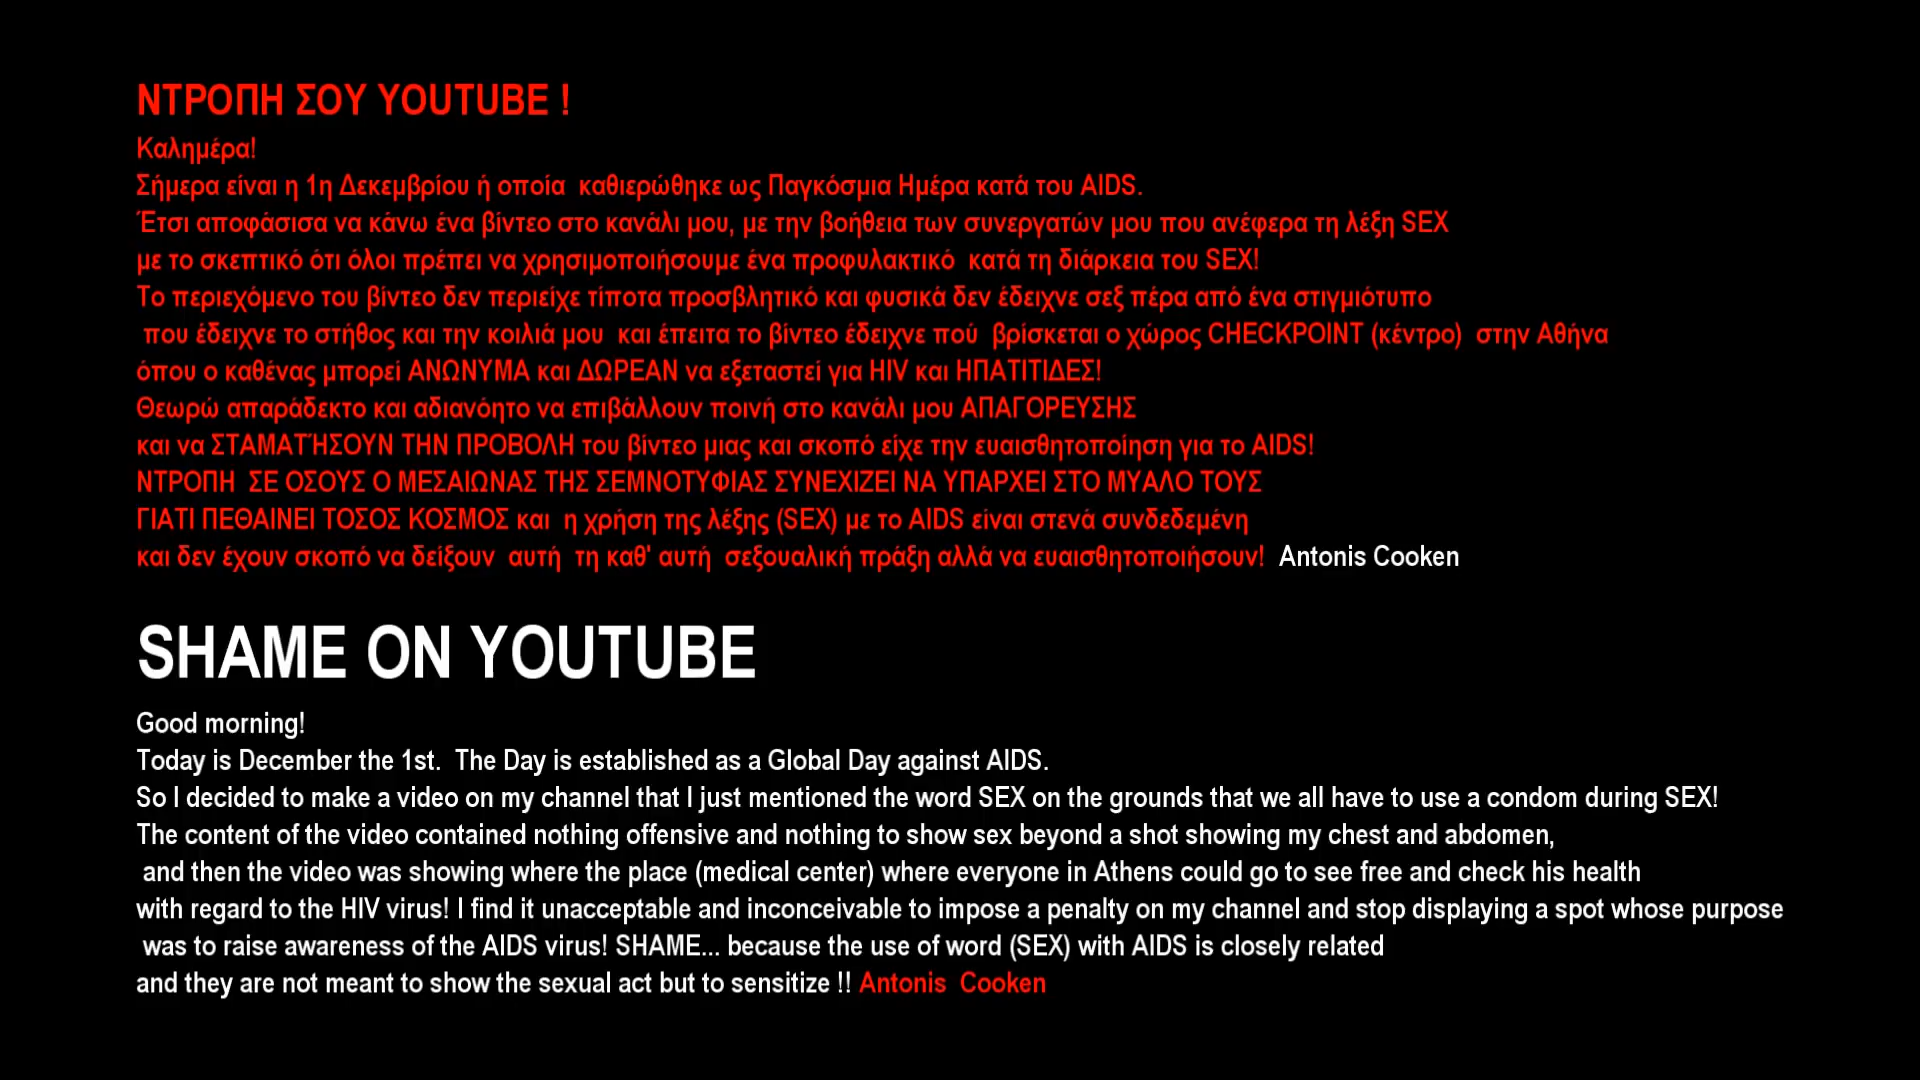 ΝΤΡΟΠΗ ΣΟΥ YOUTUBE !
Καλημέρα!
Σήμερα είναι η 1η Δεκεμβρίου ή οποία καθιερώθηκε ως Παγκόσμια Ημέρα κατά του AIDS.
Έτσι αποφάσισα να κάνω ένα βίντεο στο κανάλι μου, με την βοήθεια των συνεργατών μου που ανέφερα τη λέξη SEX
με το σκεπτικό ότι όλοι πρέπει να χρησιμοποιήσουμε ένα προφυλακτικό κατά τη διάρκεια του SEX!
Το περιεχόμενο του βίντεο δεν περιείχε τίποτα προσβλητικό και φυσικά δεν έδειχνε σεξ πέρα από ένα στιγμιότυπο
που έδειχνε το στήθος και την κοιλιά μου και έπειτα το βίντεο έδειχνε πού βρίσκεται ο χώρος CHECKPOINT (κέντρο) στην Αθήνα
όπου ο καθένας μπορεί ΑΝΩΝΥΜΑ και ΔΩΡΕΑΝ να εξεταστεί για HIV και ΗΠΑΤΙΤΙΔΕΣ!
Θεωρώ απαράδεκτο και αδιανόητο να επιβάλλουν ποινή στο κανάλι μου ΑΠΑΓΟΡΕΥΣΗΣ
και να ΣΤΑΜΑΤΉΣΟΥΝ ΤΗΝ ΠΡΟΒΟΛΗ του βίντεο μιας και σκοπό είχε την ευαισθητοποίηση για το AIDS!
ΝΤΡΟΠΗ ΣΕ ΟΣΟΥΣ Ο ΜΕΣΑΙΩΝΑΣ ΤΗΣ ΣΕΜΝΟΤΥΦΙΑΣ ΣΥΝΕΧΙΖΕΙ ΝΑ ΥΠΑΡΧΕΙ ΣΤΟ ΜΥΑΛΟ ΤΟΥΣ
ΓΙΑΤΙ ΠΕΘΑΙΝΕΙ ΤΟΣΟΣ ΚΟΣΜΟΣ και η χρήση της λέξης (SEX) με το AIDS είναι στενά συνδεδεμένη
και δεν έχουν σκοπό να δείξουν αυτή τη καθ' αυτή σεξουαλική πράξη αλλά να ευαισθητοποιήσουν! Antonis Cooken
SHAME ON YOUTUBE
Good morning!
Today is December the 1st. The Day is established as a Global Day against AIDS.
So I decided to make a video on my channel that I just mentioned the word SEX on the grounds that we all have to use a condom during SEX!
The content of the video contained nothing offensive and nothing to show sex beyond a shot showing my chest and abdomen,
and then the video was showing where the place (medical center) where everyone in Athens could go to see free and check his health
with regard to the HIV virus! I find it unacceptable and inconceivable to impose a penalty on my channel and stop displaying a spot whose purpose
was to raise awareness of the AIDS virus! SHAME... because the use of word (SEX) with AIDS is closely related
and they are not meant to show the sexual act but to sensitize !! Antonis Cooken